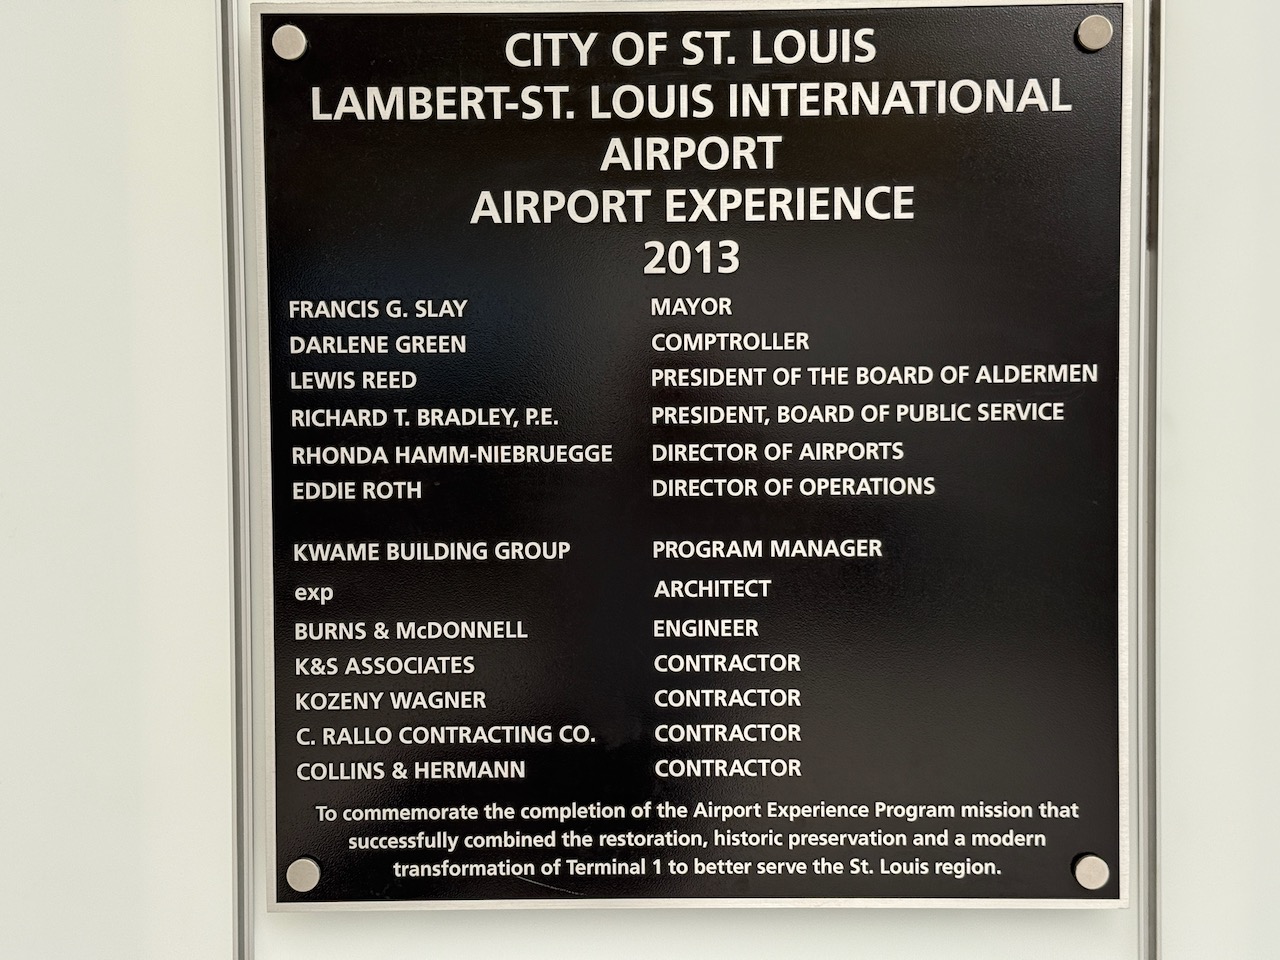 CITY OF ST. LOUIS
LAMBERT-ST. LOUIS INTERNATIONAL
AIRPORT
AIRPORT EXPERIENCE
2013
FRANCIS G. SLAY MAYOR
DARLENE GREEN COMPTROLLER
LEWIS REED PRESIDENT OF THE BOARD OF ALDERMEN
RICHARD T. BRADLEY, P.E. PRESIDENT, BOARD OF PUBLIC SERVICE
RHONDA HAMM-NIEBRUEGGE DIRECTOR OF AIRPORTS
EDDIE ROTH DIRECTOR OF OPERATIONS
KWAME BUILDING GROUP PROGRAM MANAGER
exp ARCHITECT
BURNS & McDONNELL ENGINEER
K&S ASSOCIATES CONTRACTOR
KOZENY WAGNER CONTRACTOR
C. RALLO CONTRACTING CO. CONTRACTOR
COLLINS & HERMANN CONTRACTOR
To commemorate the completion of the Airport Experience Program mission that
successfully combined the restoration, historic preservation and a modern
transformation of Terminal 1 to better serve the St. Louis region.